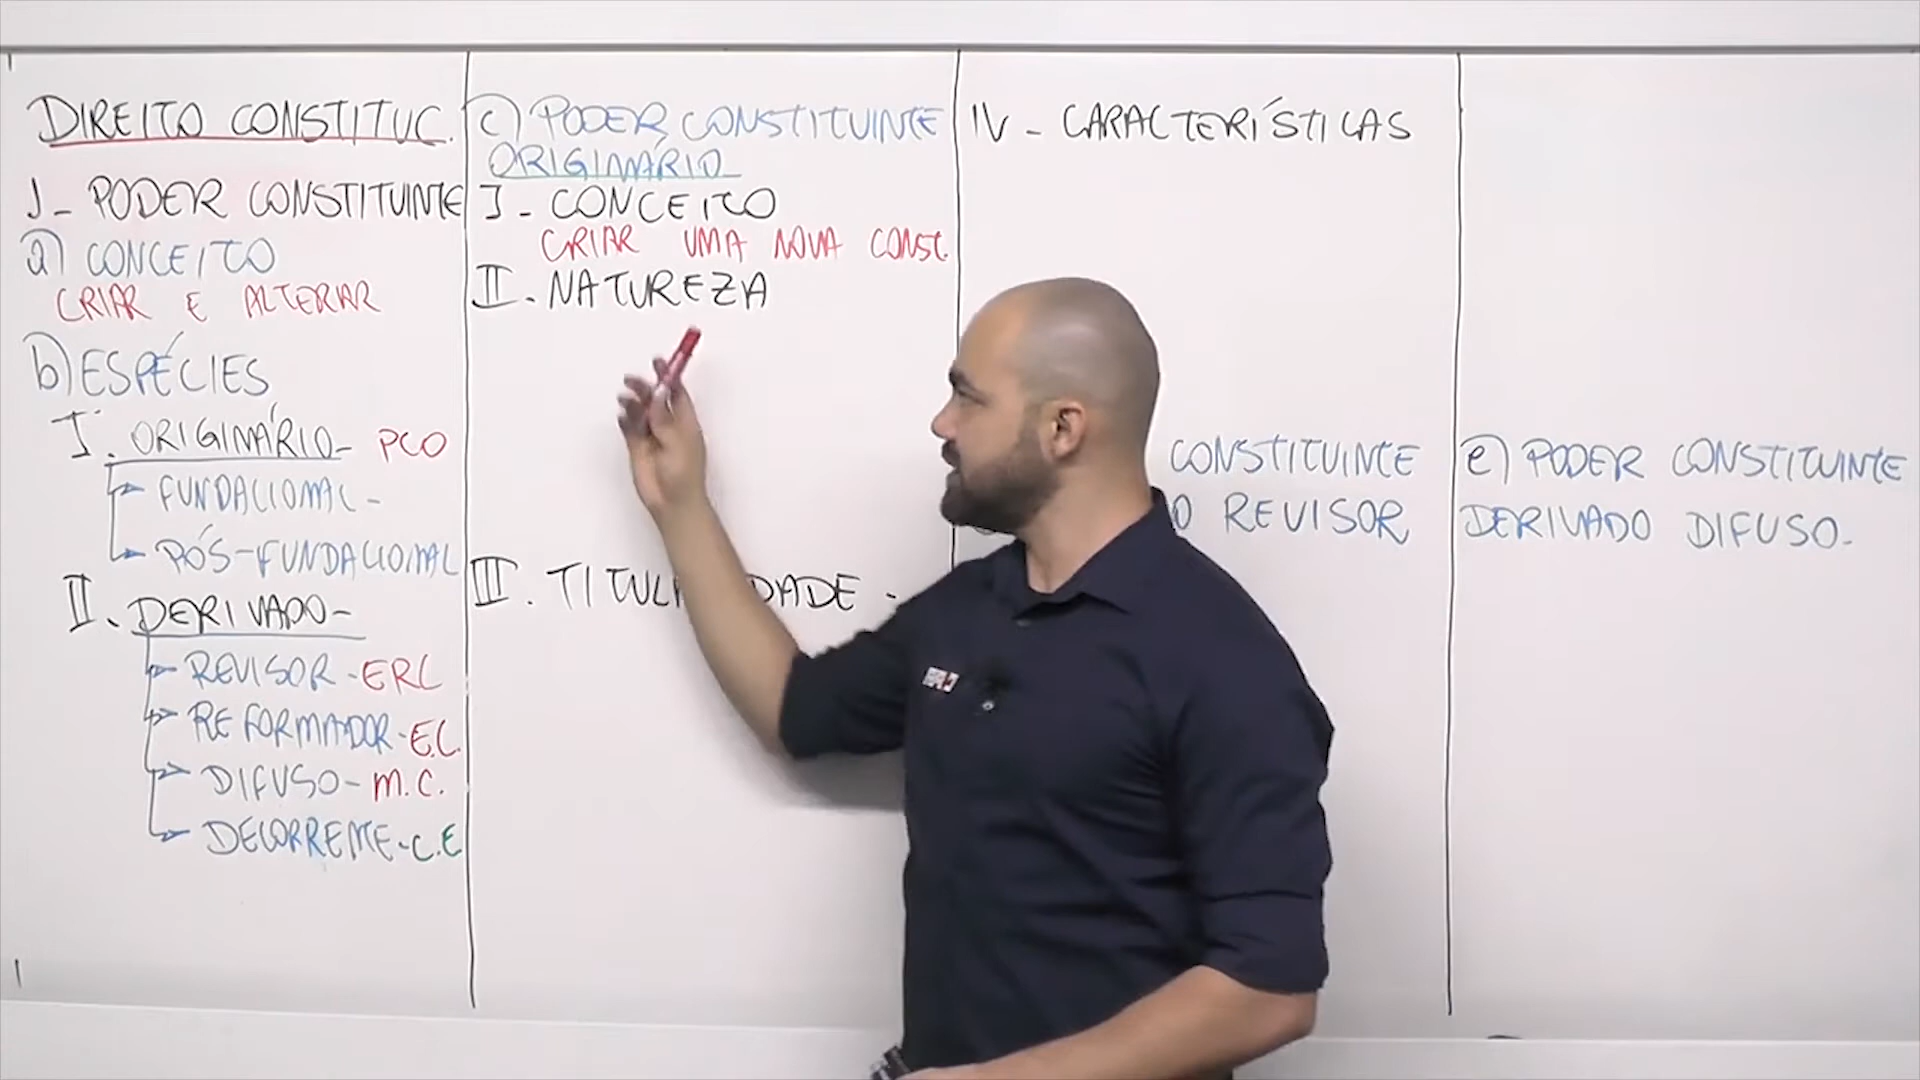 DIREITO CONSTITUC.
I - PODER CONSTITUINTE
a) CONCEITO
CRIAR E ALTERAR
b) ESPÉCIES
I. ORIGINÁRIO - PCO
FUNDACIONAL -
PÓS-FUNDACIONAL
II. DERIVADO -
REVISOR - ERC
REFORMADOR - E.C.
DIFUSO - M.C.
DECORRENTE - C.E
c) PODER CONSTITUINTE
ORIGINÁRIO
I - CONCEITO
CRIAR UMA NOVA CONST.
II. NATUREZA
III. TITUL DADE -
IV - CARACTERÍSTICAS
CONSTITUINTE
O REVISOR
e) PODER CONSTITUINTE
DERIVADO DIFUSO.